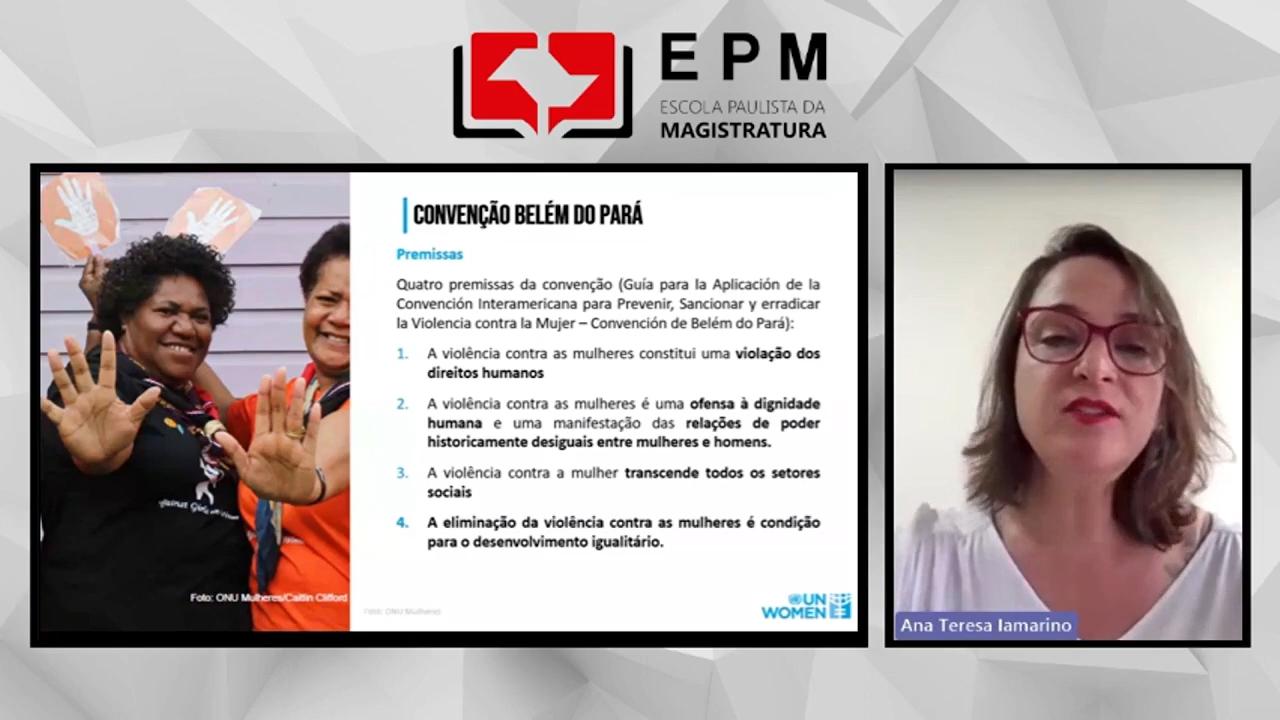 EPM
ESCOLA PAULISTA DA
MAGISTRATURA
CONVENÇÃO BELÉM DO PARÁ
Premissas
Quatro premissas da convenção (Guía para la Aplicación de la
Convención Interamericana para Prevenir, Sancionar y erradicar
la Violencia contra la Mujer – Convención de Belém do Pará):
1. A violência contra as mulheres constitui uma violação dos
direitos humanos
2. A violência contra as mulheres é uma ofensa à dignidade
humana e uma manifestação das relações de poder
historicamente desiguais entre mulheres e homens.
3. A violência contra a mulher transcende todos os setores
sociais
4. A eliminação da violência contra as mulheres é condição
para o desenvolvimento igualitário.
Foto: ONU Mulheres/Caitlin Clifford
Foto: ONU Mulheres
UN
WOMEN
Ana Teresa Iamarino